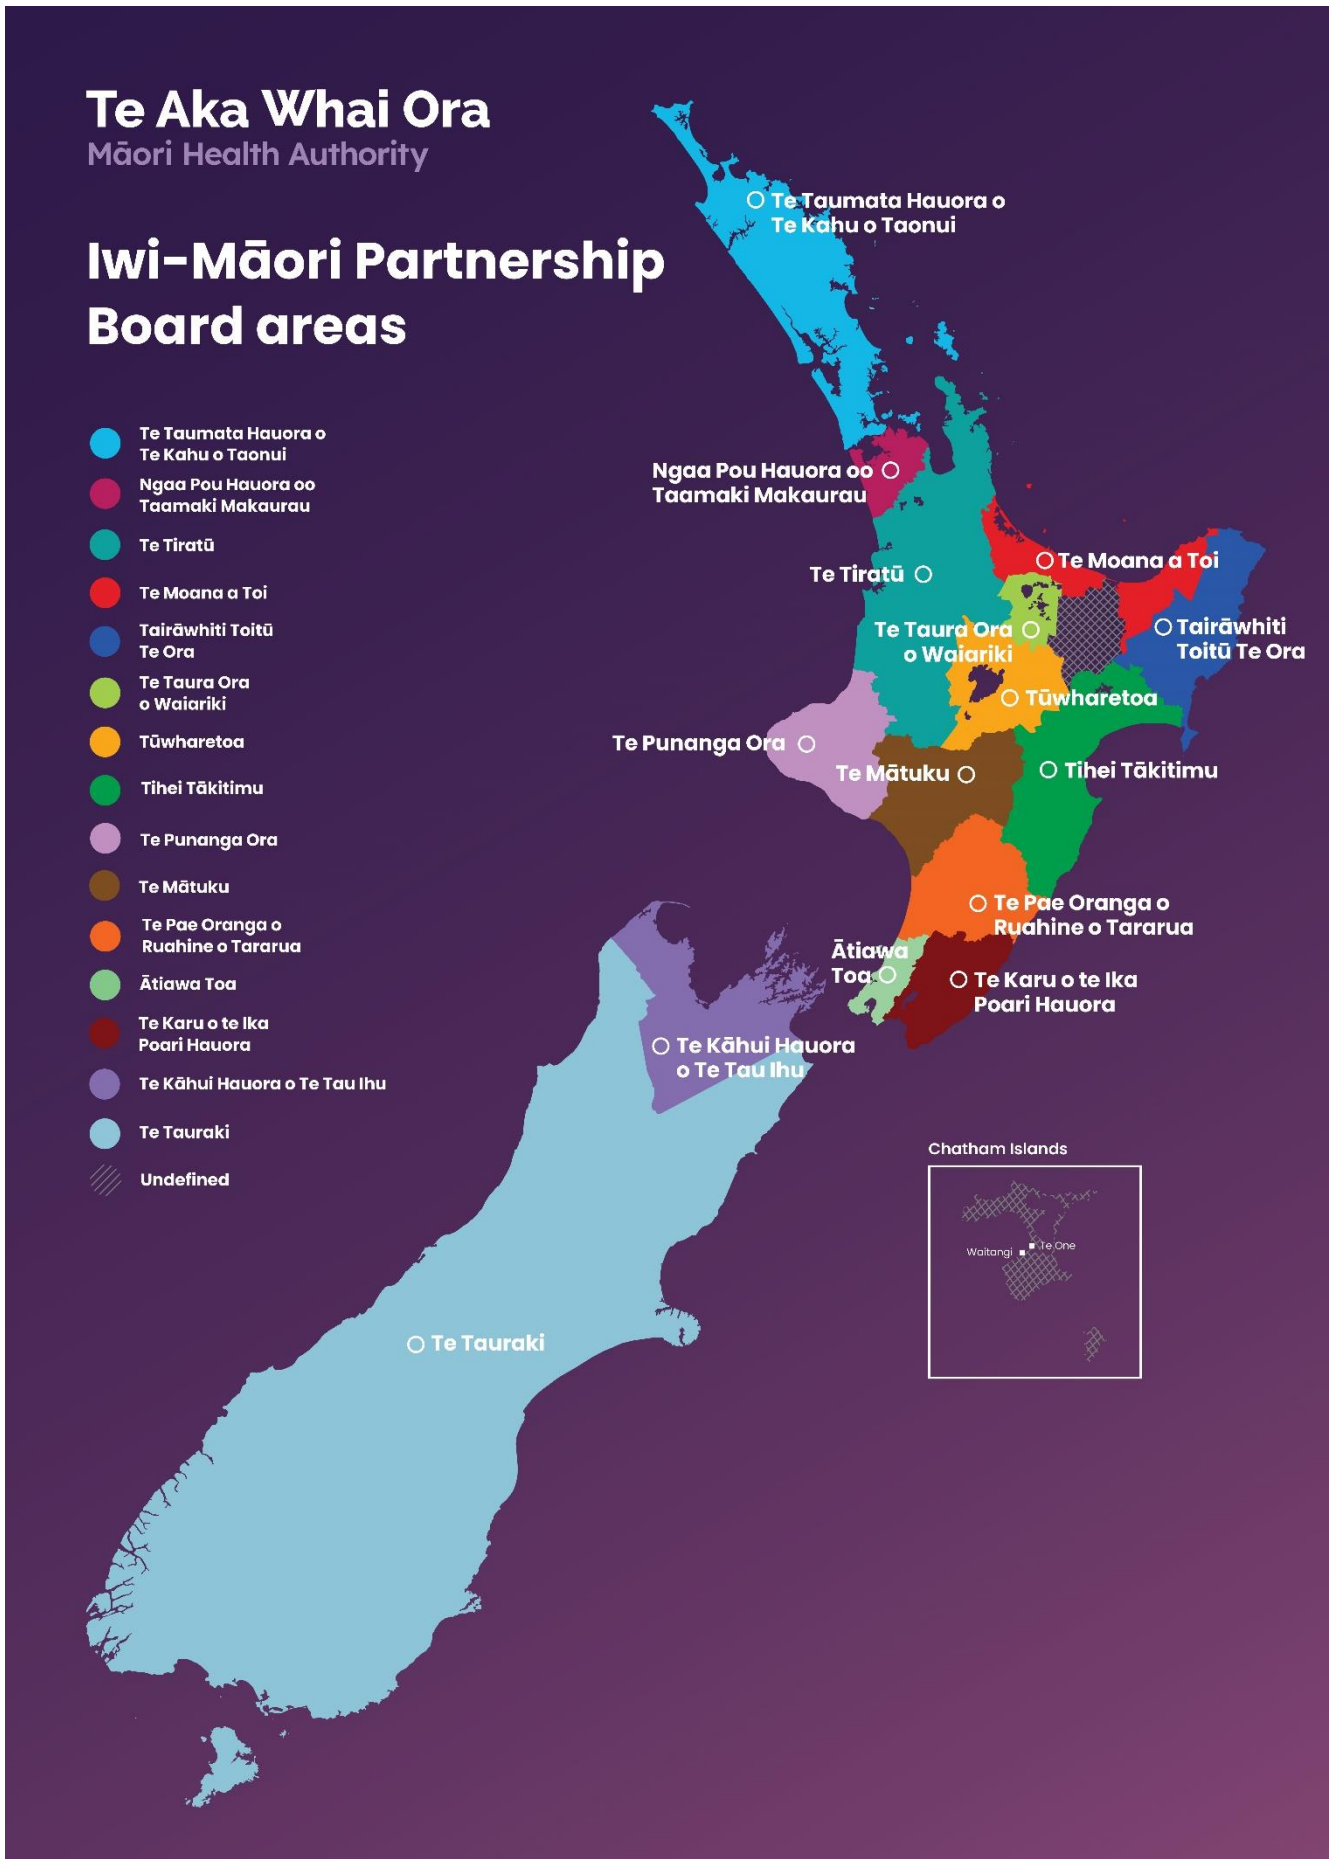 Te Aka Whai Ora
Māori Health Authority
Iwi-Māori Partnership
Board areas
Te Taumata Hauora o
Te Kahu o Taonui
Ngaa Pou Hauora oo
Taamaki Makaurau
Te Tiratū
Te Moana a Toi
Tairāwhiti Toitū
Te Ora
Te Taura Ora
o Waiariki
Tūwharetoa
Tihei Tākitimu
Te Punanga Ora
Te Mātuku
Te Pae Oranga o
Ruahine o Tararua
Ātiawa Toa
Te Karu o te Ika
Poari Hauora
Te Kāhui Hauora o Te Tau Ihu
Te Tauraki
Undefined
Te Taumata Hauora o
Te Kahu o Taonui
Ngaa Pou Hauora oo
Taamaki Makaurau
Te Tiratū
Te Moana a Toi
Te Taura Ora
o Waiariki
Tairāwhiti
Toitū Te Ora
Tūwharetoa
Te Punanga Ora
Te Mātuku
Tihei Tākitimu
Te Pae Oranga o
Ruahine o Tararua
Ātiawa
Toa
Te Karu o te Ika
Poari Hauora
Te Kāhui Hauora
o Te Tau Ihu
Te Tauraki
Chatham Islands
Te One
Waitangi